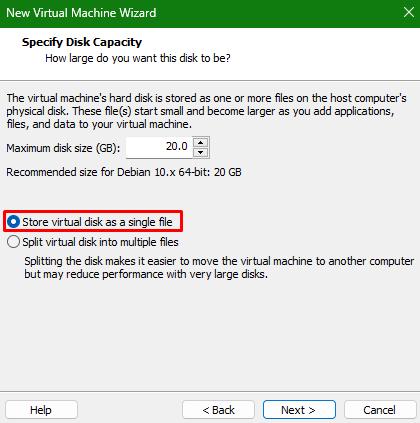 New Virtual Machine Wizard
Specify Disk Capacity
How large do you want this disk to be?
The virtual machine's hard disk is stored as one or more files on the host computer's
physical disk. These file(s) start small and become larger as you add applications,
files, and data to your virtual machine.
Maximum disk size (GB): 20.0
Recommended size for Debian 10.x 64-bit: 20 GB
Store virtual disk as a single file
Split virtual disk into multiple files
Splitting the disk makes it easier to move the virtual machine to another computer
but may reduce performance with very large disks.
Help < Back Next > Cancel